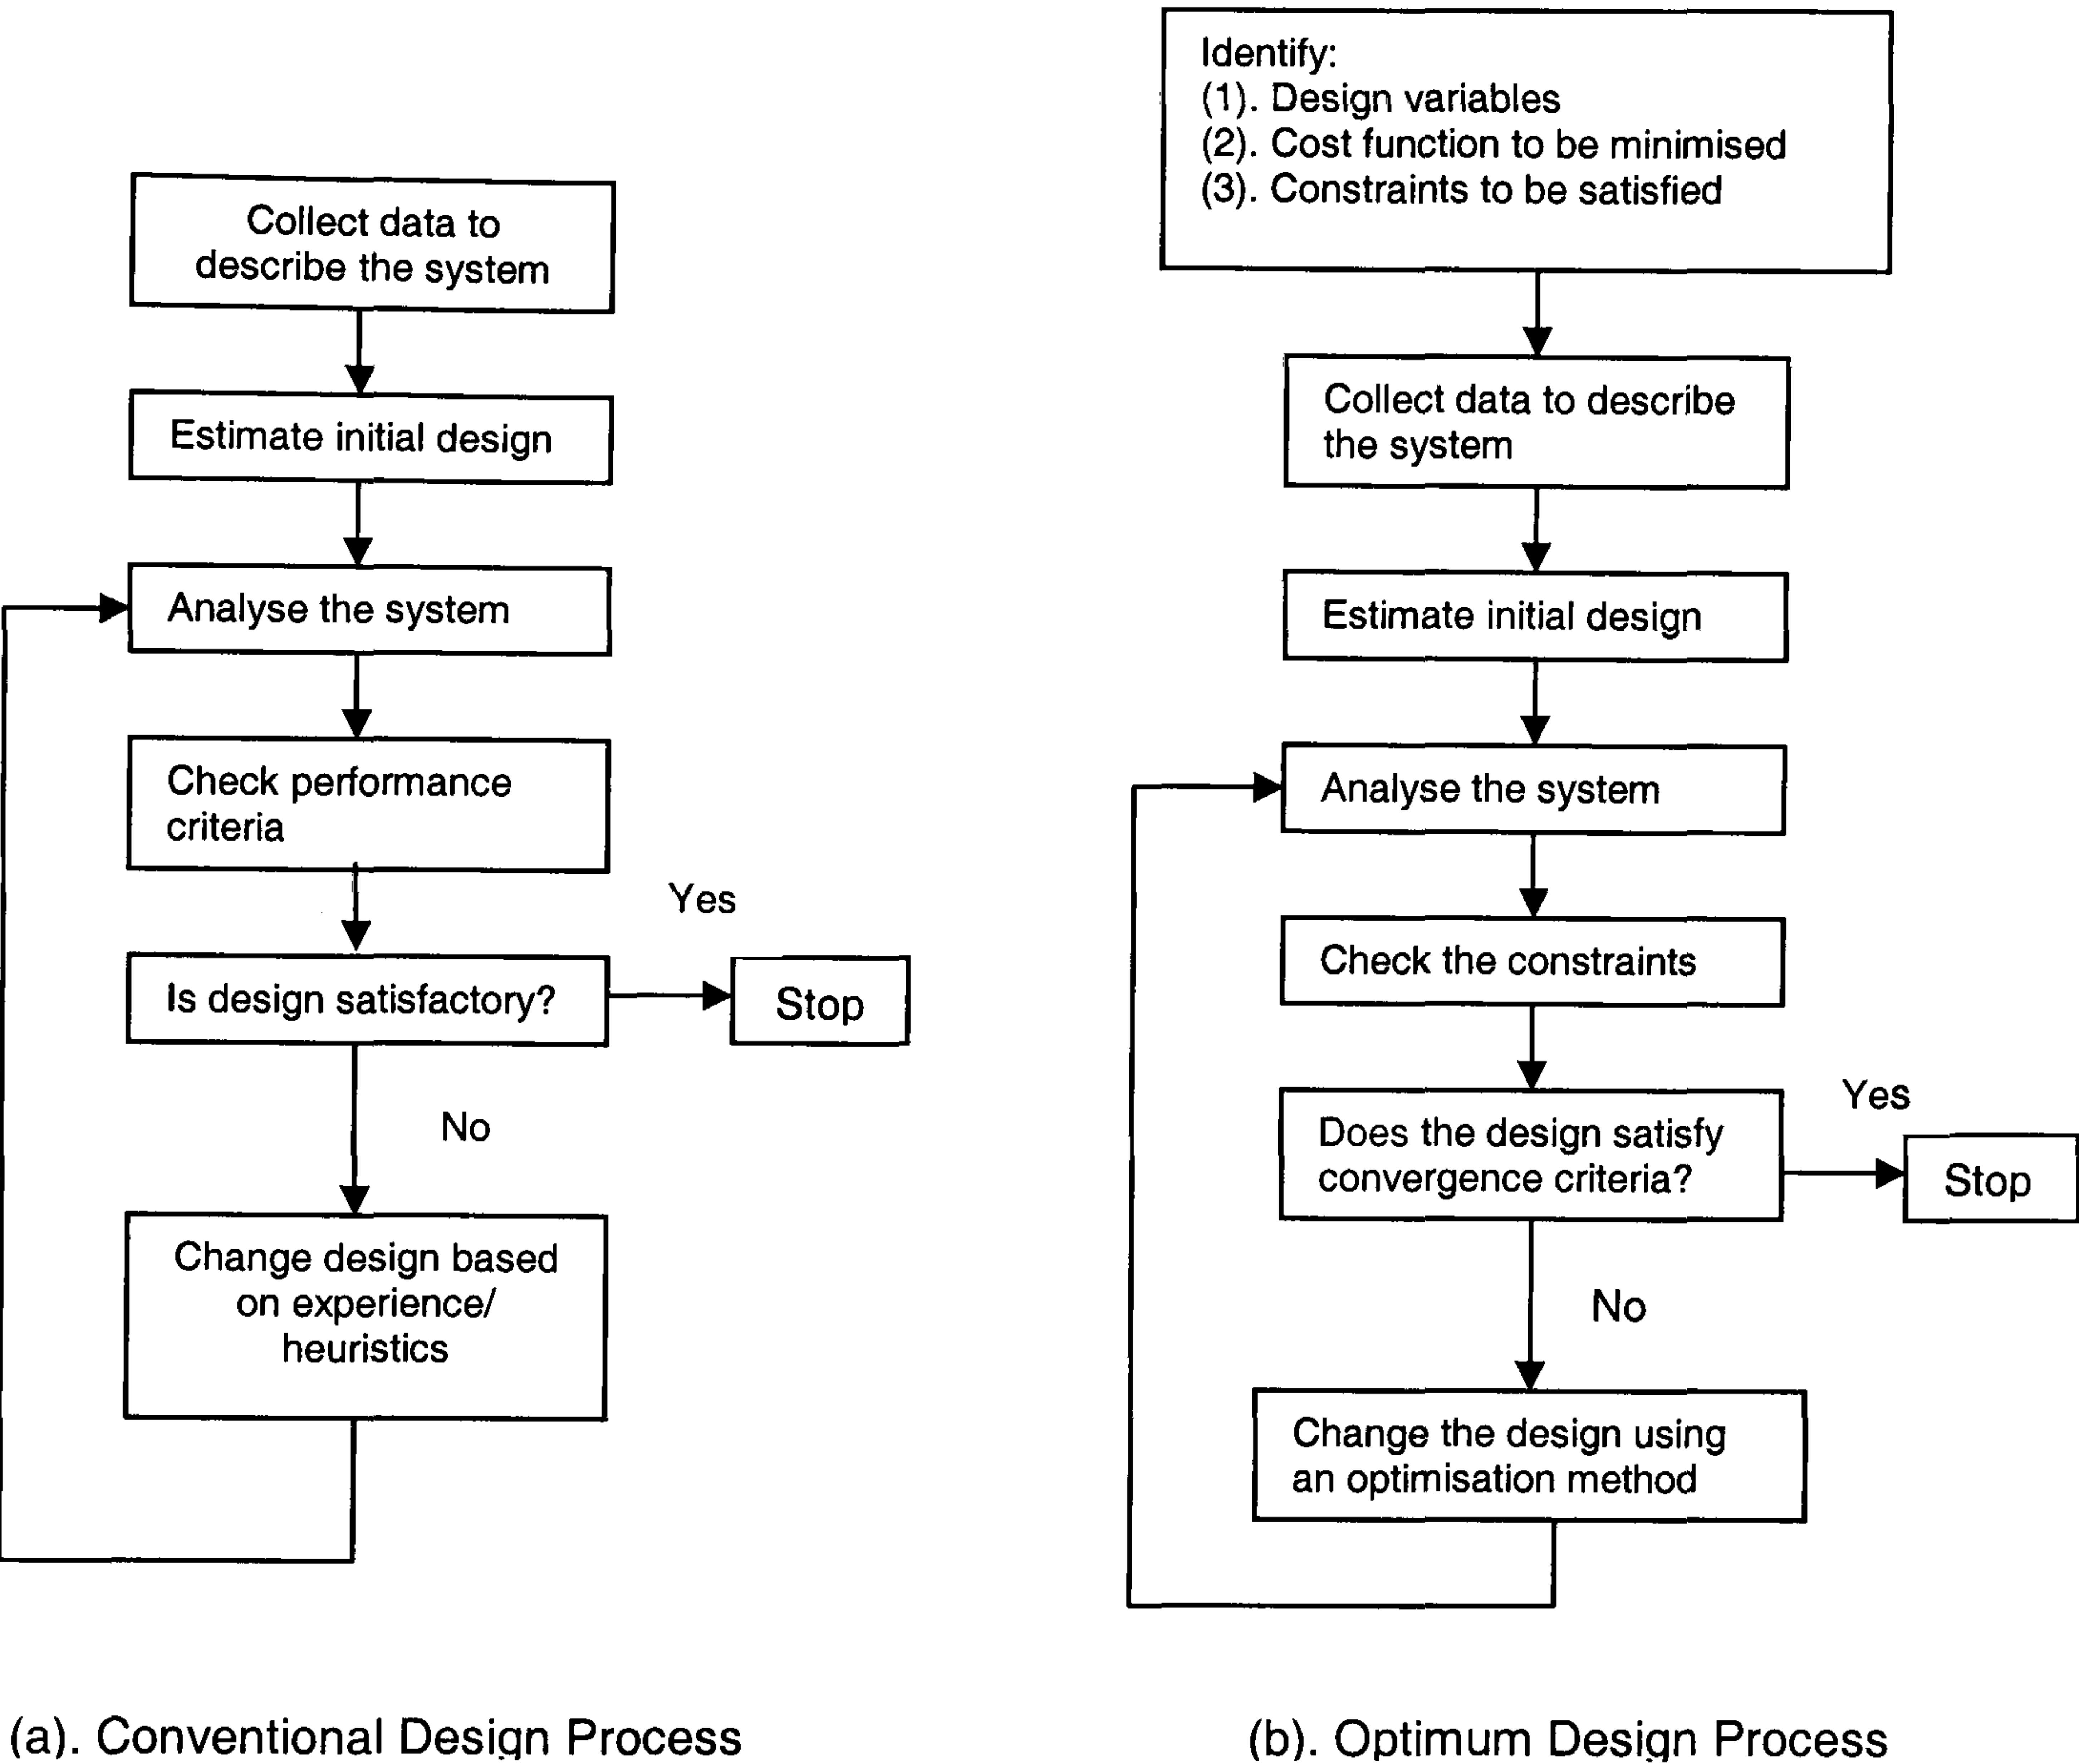 Collect data to
describe the system
Estimate initial design
Analyse the system
Check performance
criteria
Yes
Is design satisfactory?
Stop
No
Change design based
on experience/
heuristics
(a). Conventional Design Process
Identify:
(1). Design variables
(2). Cost function to be minimised
(3). Constraints to be satisfied
Collect data to describe
the system
Estimate initial design
Analyse the system
Check the constraints
Yes
Does the design satisfy
convergence criteria?
Stop
No
Change the design using
an optimisation method
(b). Optimum Design Process